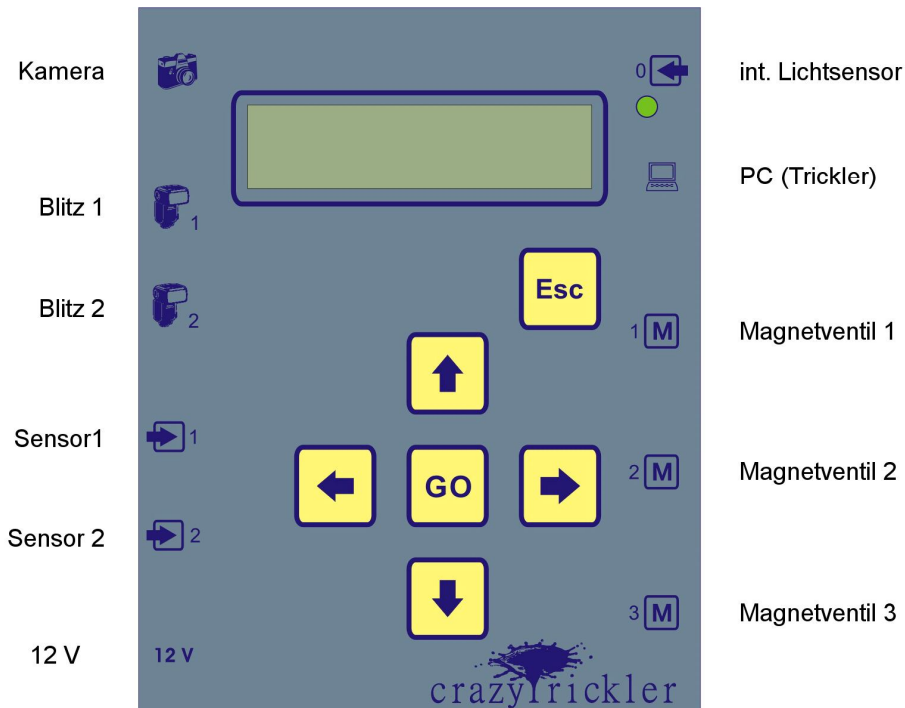 Kamera
0
int. Lichtsensor
PC (Trickler)
Blitz 1
1
Esc
Blitz 2
2
1 M
Magnetventil 1
Sensor1
1
GO
2 M
Magnetventil 2
Sensor 2
2
3 M
Magnetventil 3
12 V
12 V
crazyTrickler